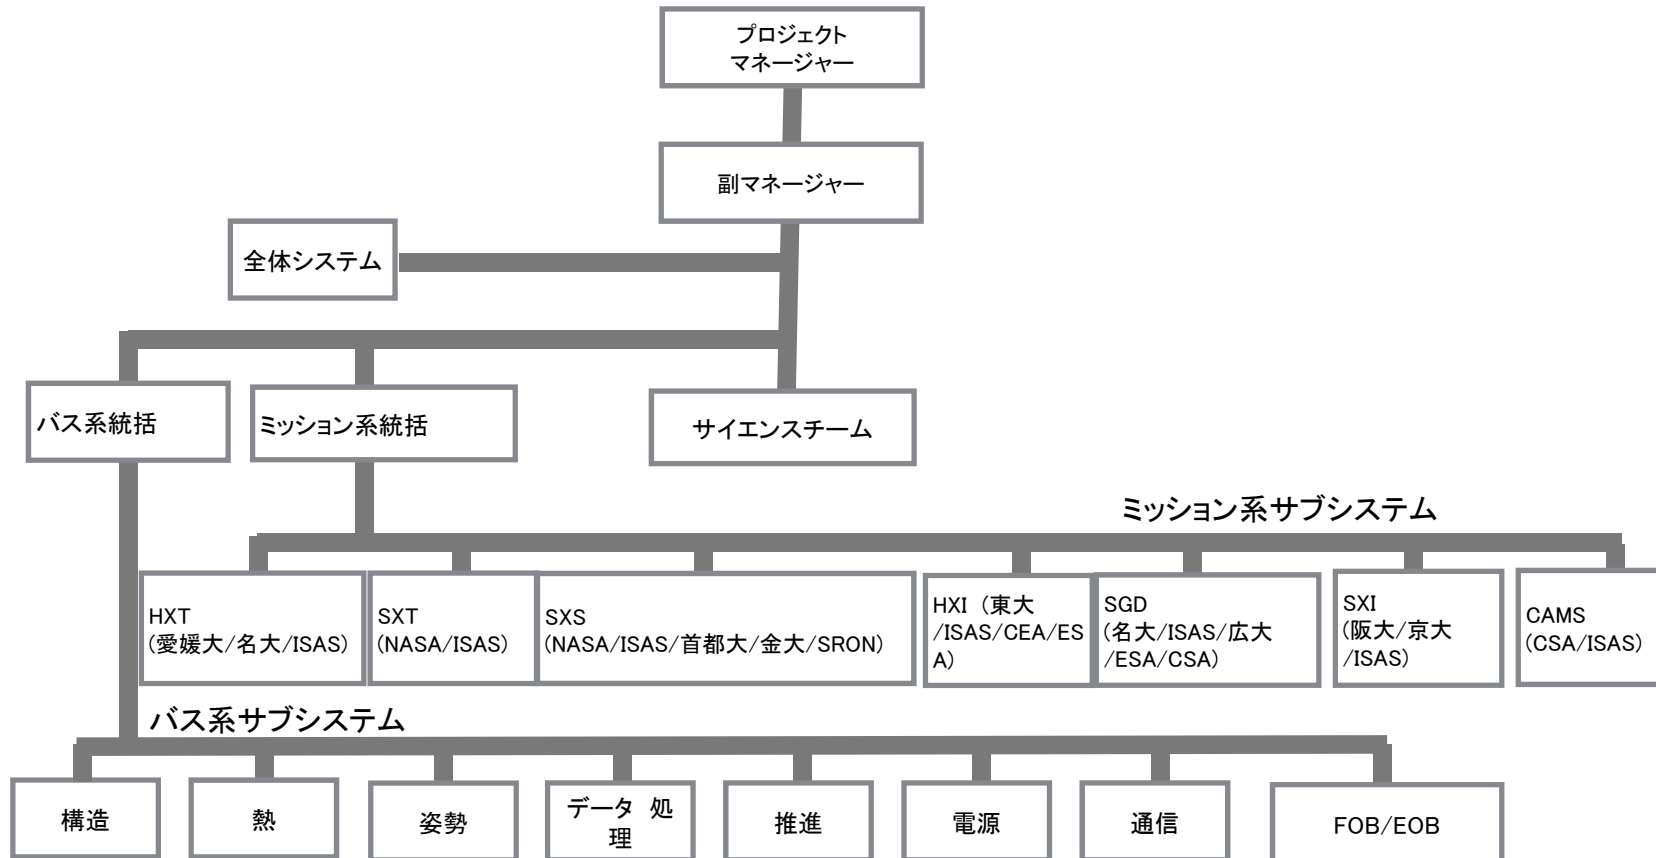 プロジェクト
マネージャー
副マネージャー
全体システム
バス系統括
ミッション系統括
サイエンスチーム
ミッション系サブシステム
HXT
(愛媛大/名大/ISAS)
SXT
(NASA/ISAS)
SXS
(NASA/ISAS/首都大/金大/SRON)
HXI (東大
/ISAS/CEA/ES
A)
SGD
(名大/ISAS/広大
/ESA/CSA)
SXI
(阪大/京大
/ISAS)
CAMS
(CSA/ISAS)
バス系サブシステム
構造
熱
姿勢
データ 処
理
推進
電源
通信
FOB/EOB